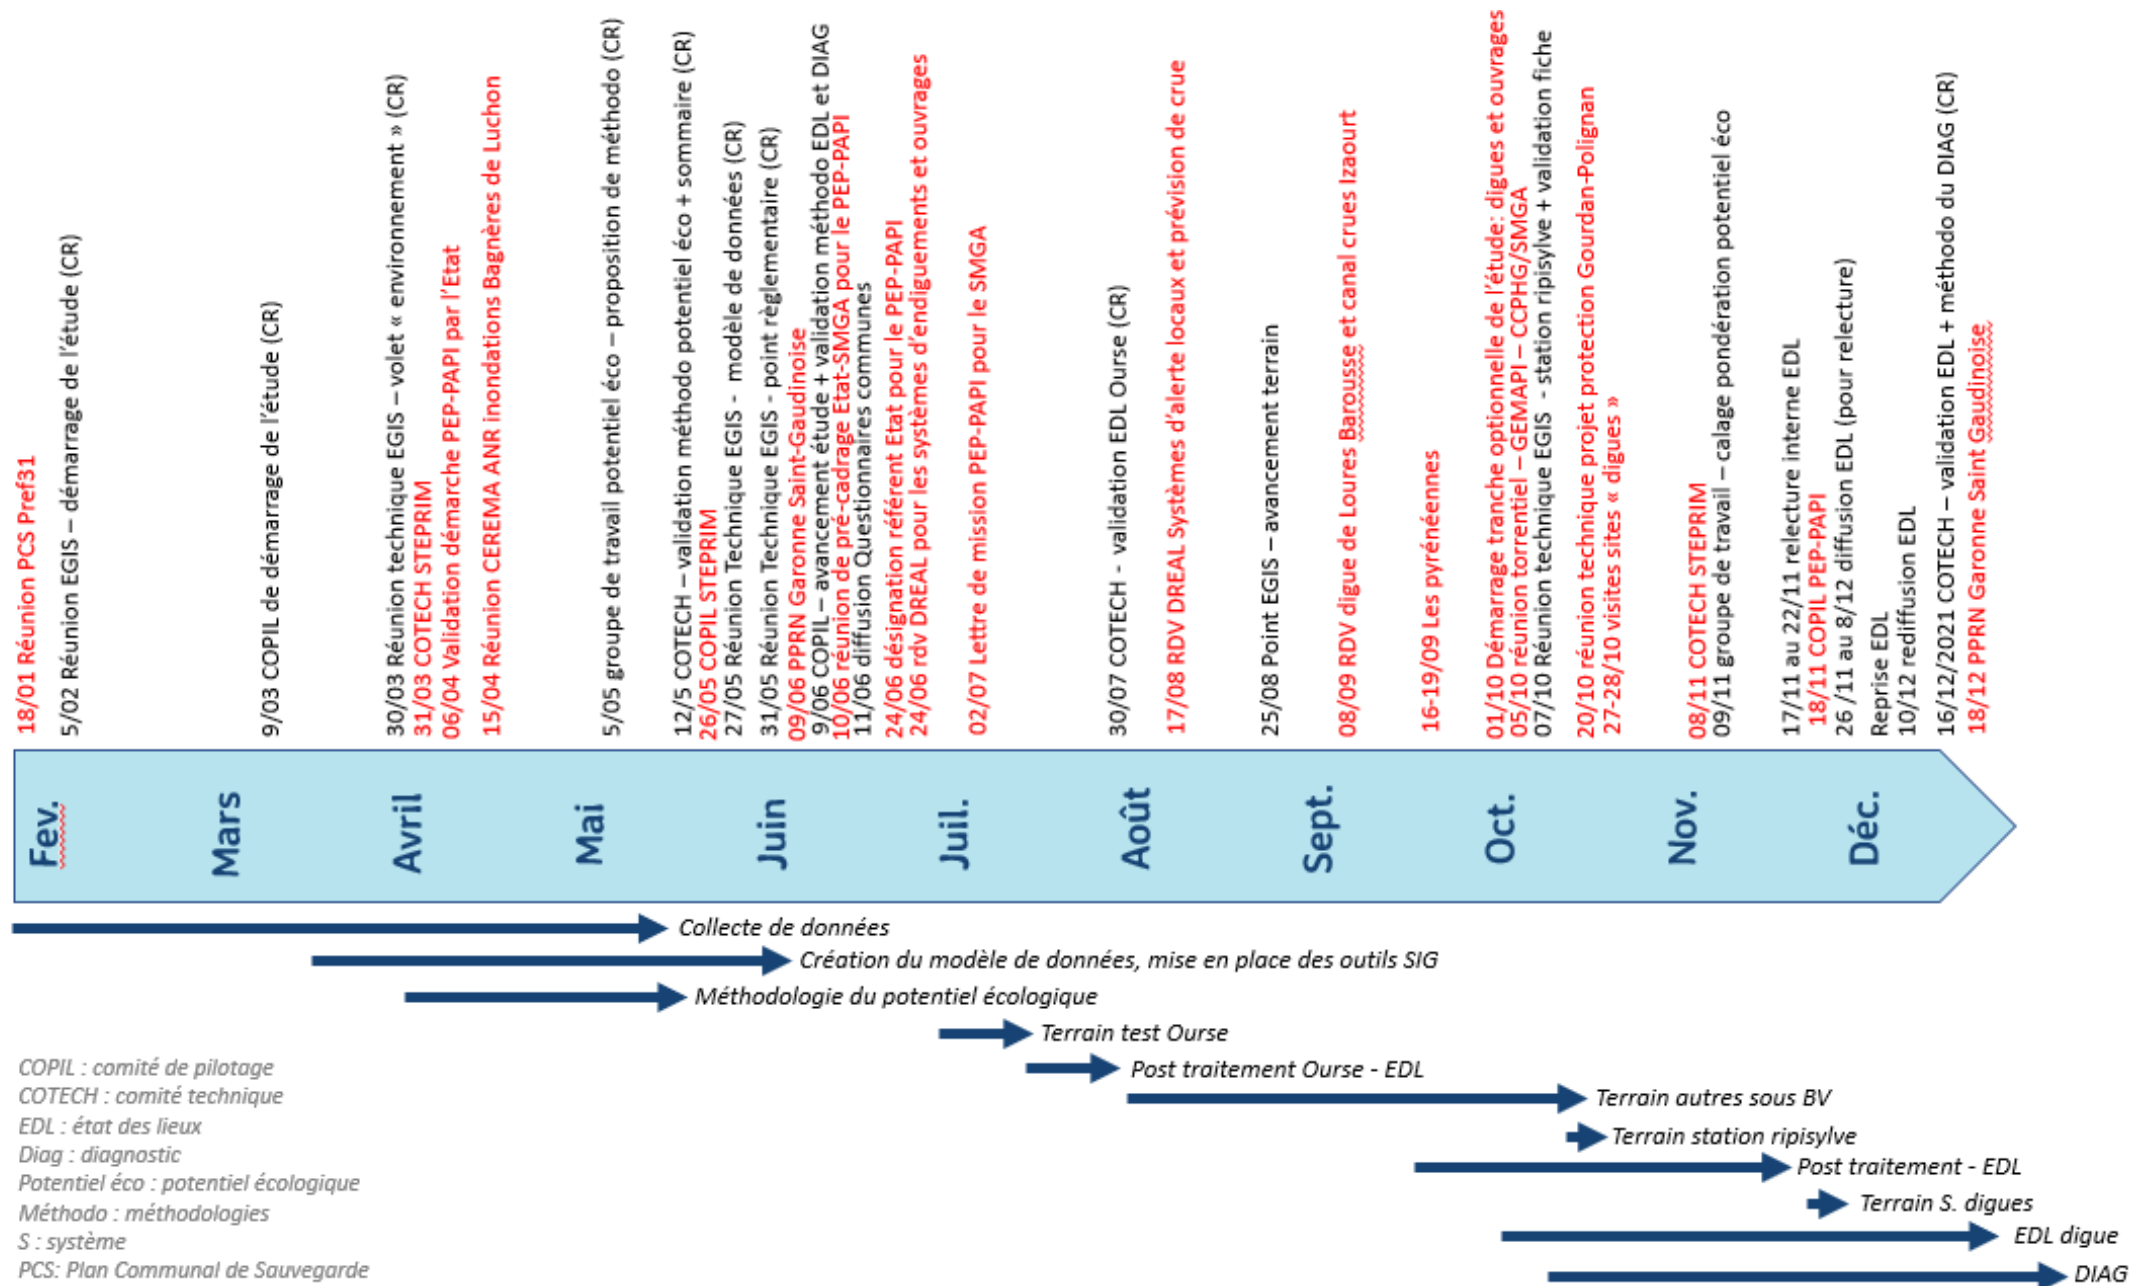 18/01 Réunion PCS Pref31
5/02 Réunion EGIS – démarrage de l'étude (CR)
9/03 COPIL de démarrage de l'étude (CR)
30/03 Réunion technique EGIS – volet « environnement » (CR)
31/03 COTECH STEPRIM
06/04 Validation démarche PEP-PAPI par l'Etat
15/04 Réunion CEREMA ANR inondations Bagnères de Luchon
5/05 groupe de travail potentiel éco – proposition de méthodo (CR)
12/5 COTECH – validation méthodo potentiel éco + sommaire (CR)
26/05 COPIL STEPRIM
27/05 Réunion Technique EGIS - modèle de données (CR)
31/05 Réunion Technique EGIS - point règlementaire (CR)
09/06 PPRN Garonne Saint-Gaudinoise
9/06 COPIL – avancement étude + validation méthodo EDL et DIAG
10/06 réunion de pré-cadrage Etat-SMGA pour le PEP-PAPI
11/06 diffusion Questionnaires communes
24/06 désignation référent Etat pour le PEP-PAPI
24/06 rdv DREAL pour les systèmes d'endiguements et ouvrages
02/07 Lettre de mission PEP-PAPI pour le SMGA
30/07 COTECH - validation EDL Ourse (CR)
17/08 RDV DREAL Systèmes d'alerte locaux et prévision de crue
25/08 Point EGIS – avancement terrain
08/09 RDV digue de Loures Barousse et canal crues Izaourt
16-19/09 Les pyrénéennes
01/10 Démarrage tranche optionnelle de l'étude: digues et ouvrages
05/10 réunion torrentiel – GEMAPI – CCPHG/SMGA
07/10 Réunion technique EGIS - station ripisylve + validation fiche
20/10 réunion technique projet protection Gourdan-Polignan
27-28/10 visites sites « digues »
08/11 COTECH STEPRIM
09/11 groupe de travail – calage pondération potentiel éco
17/11 au 22/11 relecture interne EDL
18/11 COPIL PEP-PAPI
26 /11 au 8/12 diffusion EDL (pour relecture)
Reprise EDL
10/12 rediffusion EDL
16/12/2021 COTECH – validation EDL + méthodo du DIAG (CR)
18/12 PPRN Garonne Saint Gaudinoise
Fev.
Mars
Avril
Mai
Juin
Juil.
Août
Sept.
Oct.
Nov.
Déc.
Collecte de données
Création du modèle de données, mise en place des outils SIG
Méthodologie du potentiel écologique
Terrain test Ourse
Post traitement Ourse - EDL
Terrain autres sous BV
Terrain station ripisylve
Post traitement - EDL
Terrain S. digues
EDL digue
DIAG
COPIL : comité de pilotage
COTECH : comité technique
EDL : état des lieux
Diag : diagnostic
Potentiel éco : potentiel écologique
Méthodo : méthodologies
S : système
PCS: Plan Communal de Sauvegarde